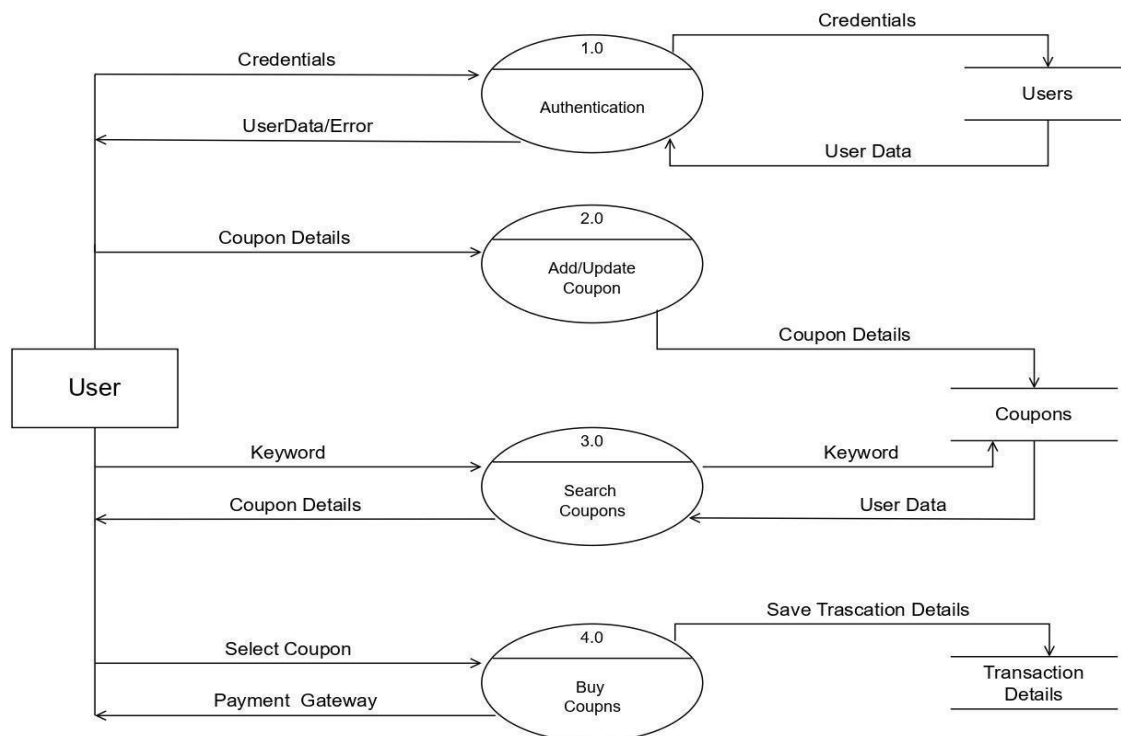 Credentials
1.0
Authentication
Credentials
Users
UserData/Error
User Data
Coupon Details
2.0
Add/Update
Coupon
Coupon Details
User
Coupons
Keyword
3.0
Search
Coupons
Keyword
Coupon Details
User Data
Save Trascation Details
Select Coupon
4.0
Buy
Coupns
Transaction
Details
Payment Gateway